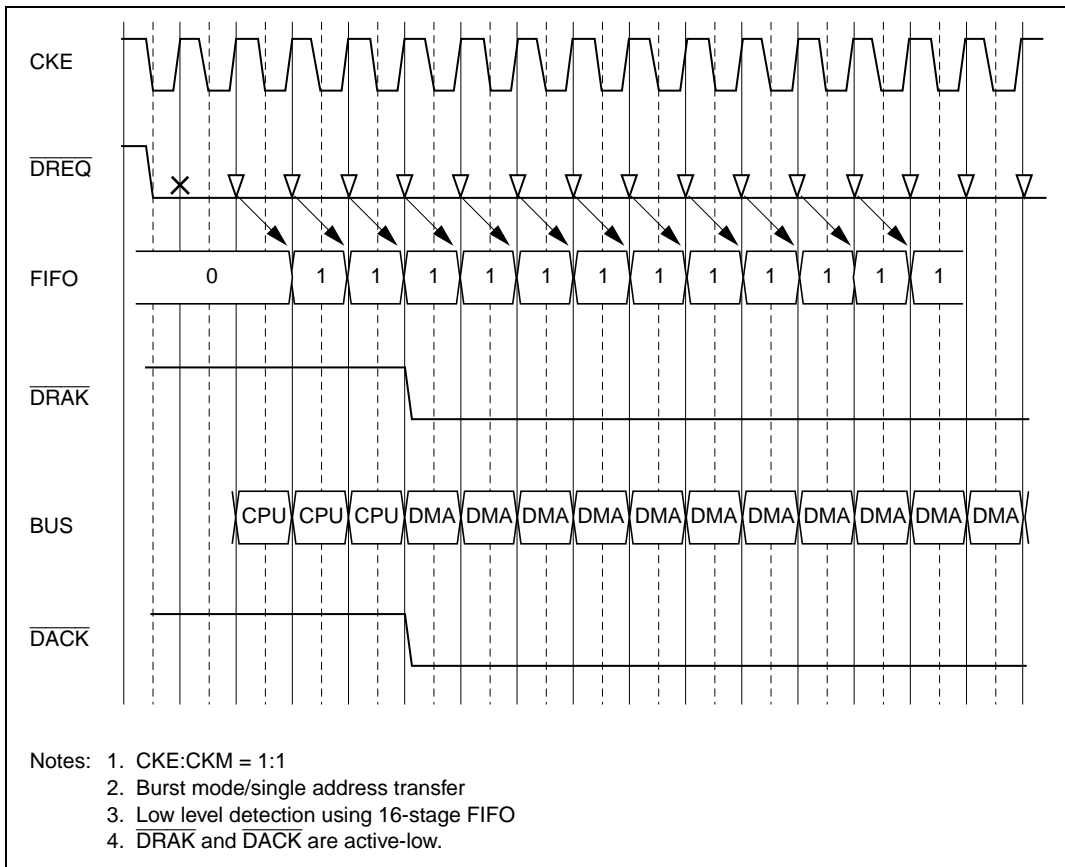 CKE
DREQ
FIFO 0 1 1 1 1 1 1 1 1 1 1 1 1
DRAK
BUS CPU CPU CPU DMA DMA DMA DMA DMA DMA DMA DMA DMA DMA DMA
DACK
Notes: 1. CKE:CKM = 1:1
2. Burst mode/single address transfer
3. Low level detection using 16-stage FIFO
4. DRAK and DACK are active-low.